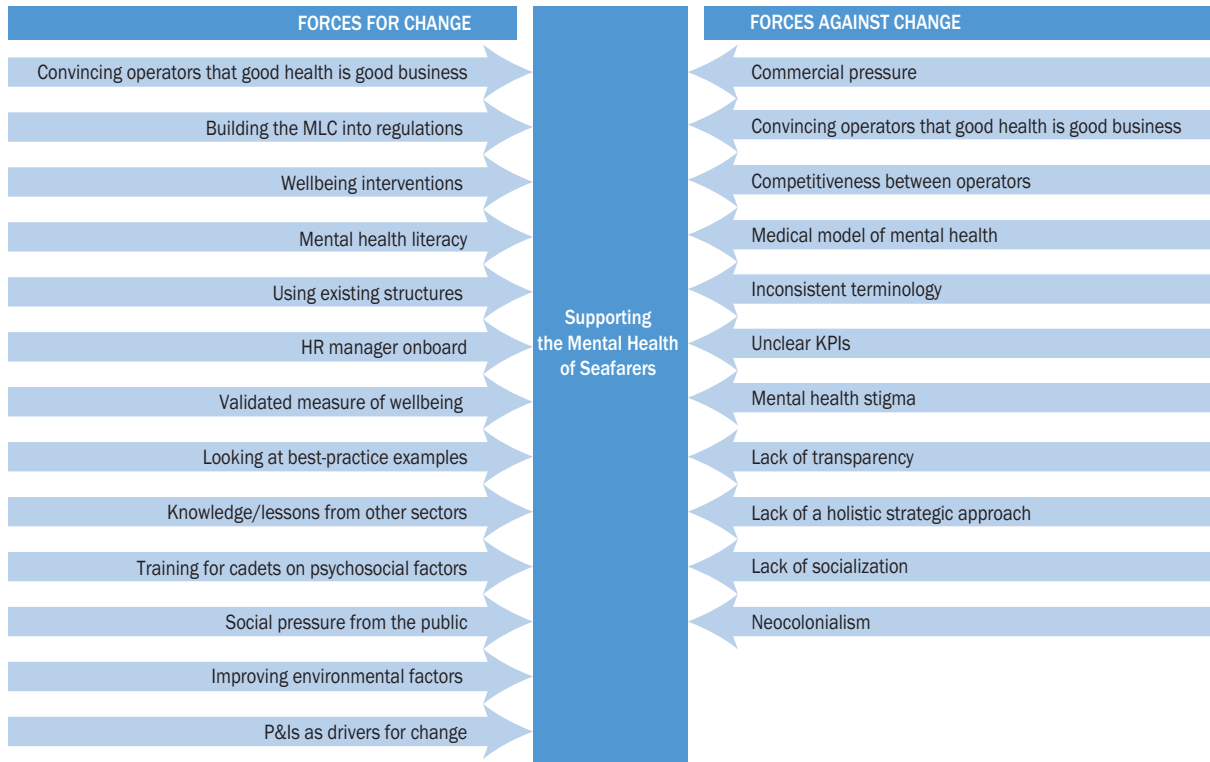 FORCES FOR CHANGE
Convincing operators that good health is good business
Building the MLC into regulations
Wellbeing interventions
Mental health literacy
Using existing structures
HR manager onboard
Validated measure of wellbeing
Looking at best-practice examples
Knowledge/lessons from other sectors
Training for cadets on psychosocial factors
Social pressure from the public
Improving environmental factors
P&Is as drivers for change
Supporting
the Mental Health
of Seafarers
FORCES AGAINST CHANGE
Commercial pressure
Convincing operators that good health is good business
Competitiveness between operators
Medical model of mental health
Inconsistent terminology
Unclear KPIs
Mental health stigma
Lack of transparency
Lack of a holistic strategic approach
Lack of socialization
Neocolonialism